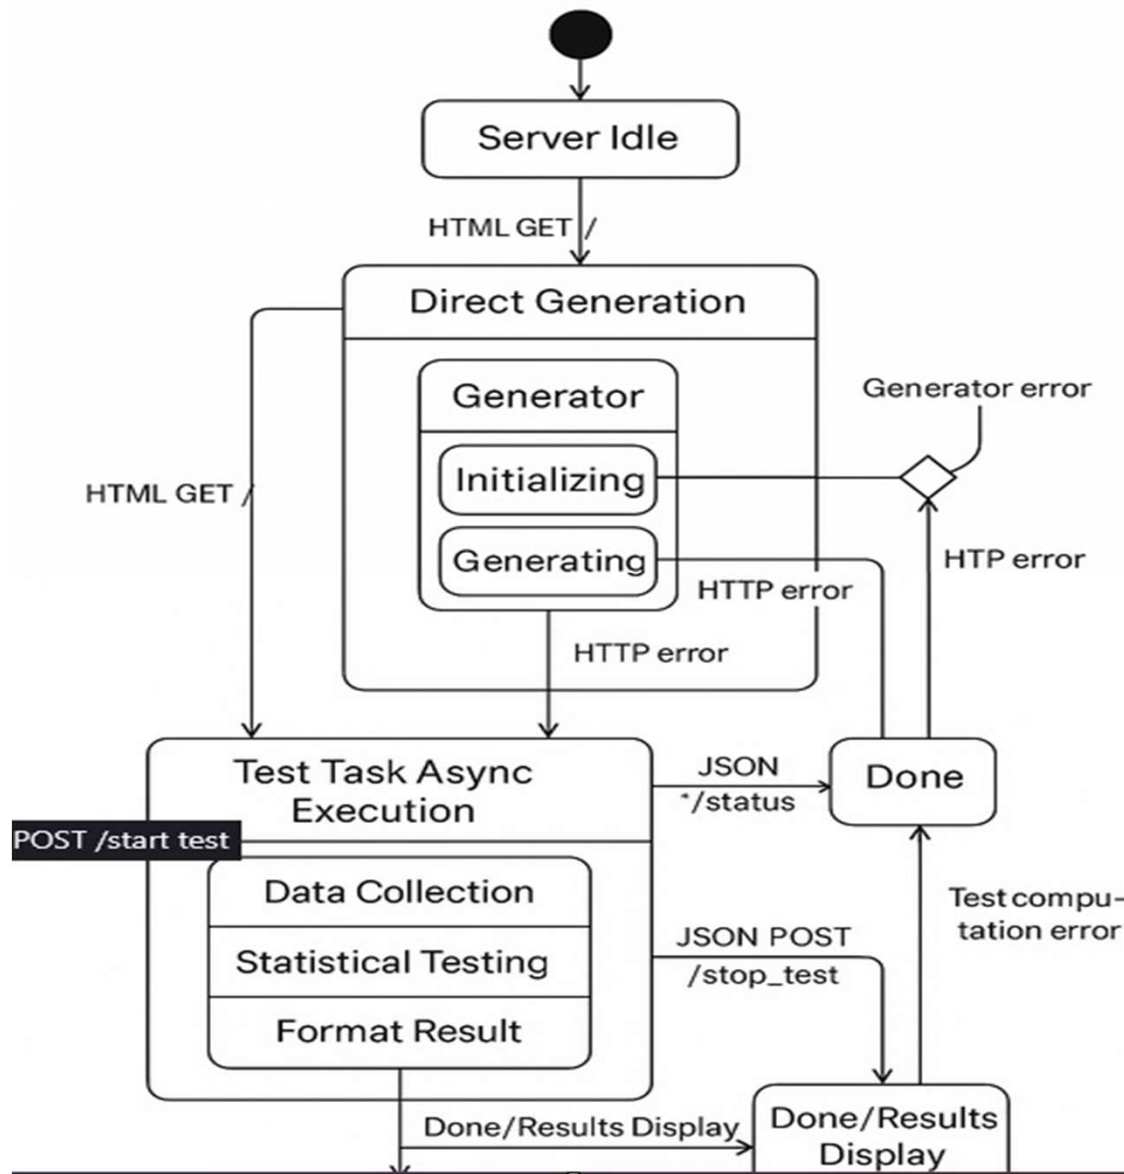 Server Idle
HTML GET /
Direct Generation
Generator
Generator error
Initializing
HTML GET /
Generating
HTP error
HTTP error
HTTP error
Test Task Async
Execution
JSON
*/status
Done
POST /start test
Data Collection
Test compu-
tation error
JSON POST
/stop_test
Statistical Testing
Format Result
Done/Results Display
Done/Results
Display